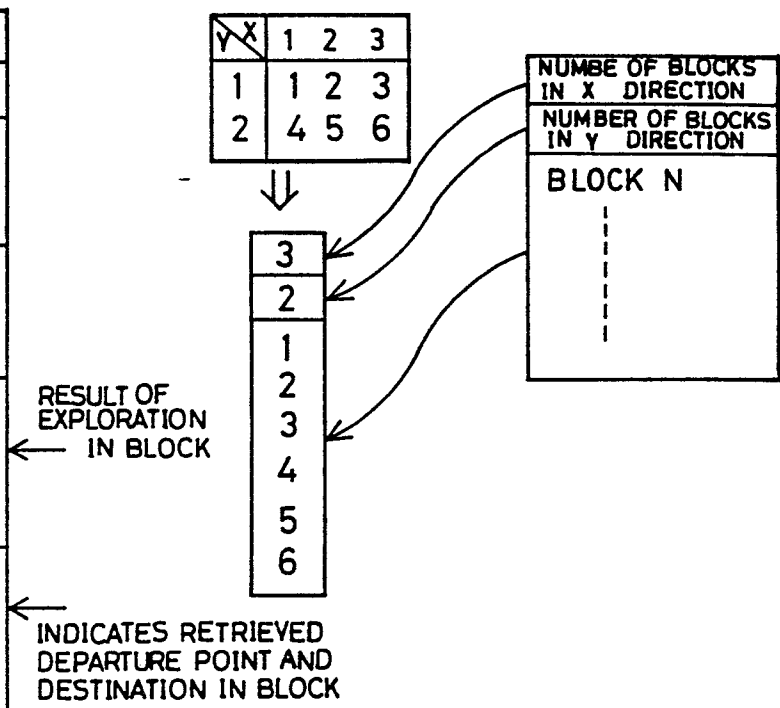 Y X 1 2 3
1 1 2 3
2 4 5 6
3
2
1
2
3
4
5
6
NUMBE OF BLOCKS
IN X DIRECTION
NUMBER OF BLOCKS
IN Y DIRECTION
BLOCK N
RESULT OF
EXPLORATION
IN BLOCK
INDICATES RETRIEVED
DEPARTURE POINT AND
DESTINATION IN BLOCK